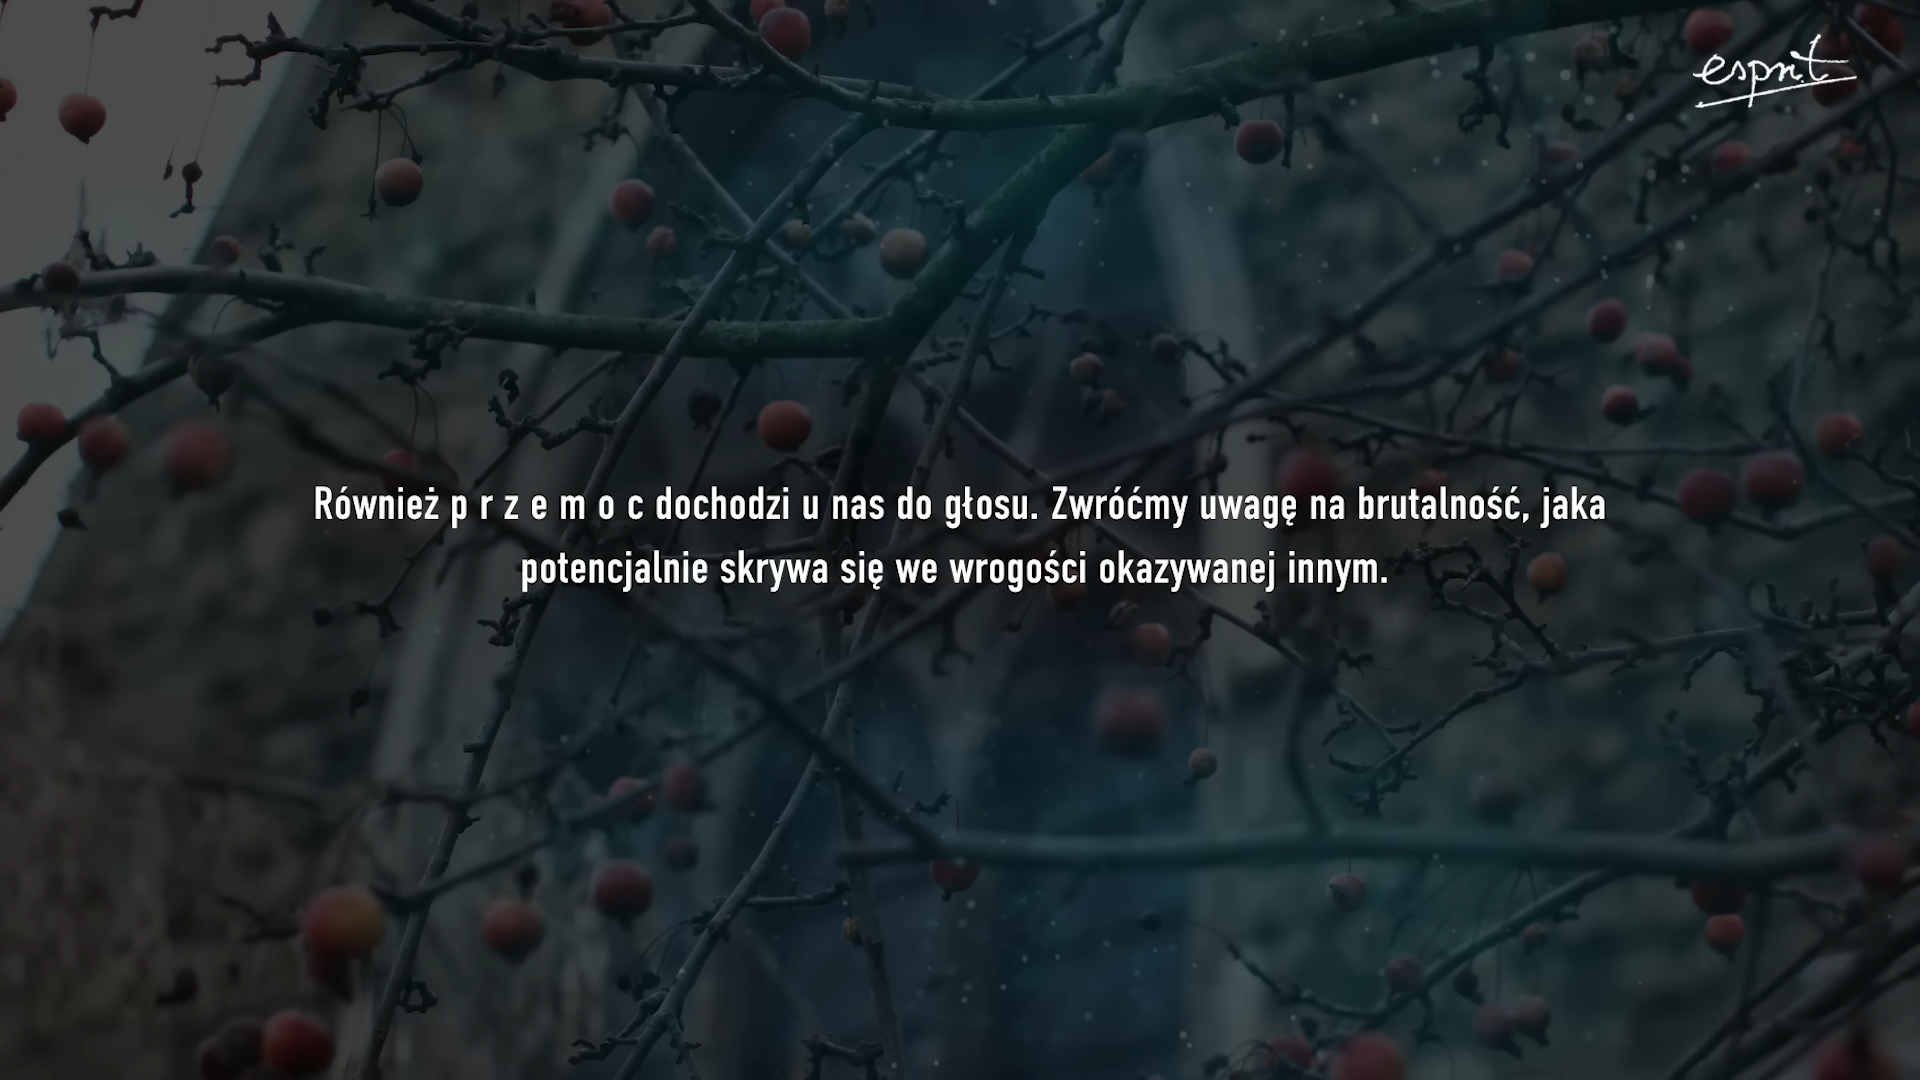 esprit
Również p r z e m o c dochodzi u nas do głosu. Zwróćmy uwagę na brutalność, jaka
potencjalnie skrywa się we wrogości okazywanej innym.